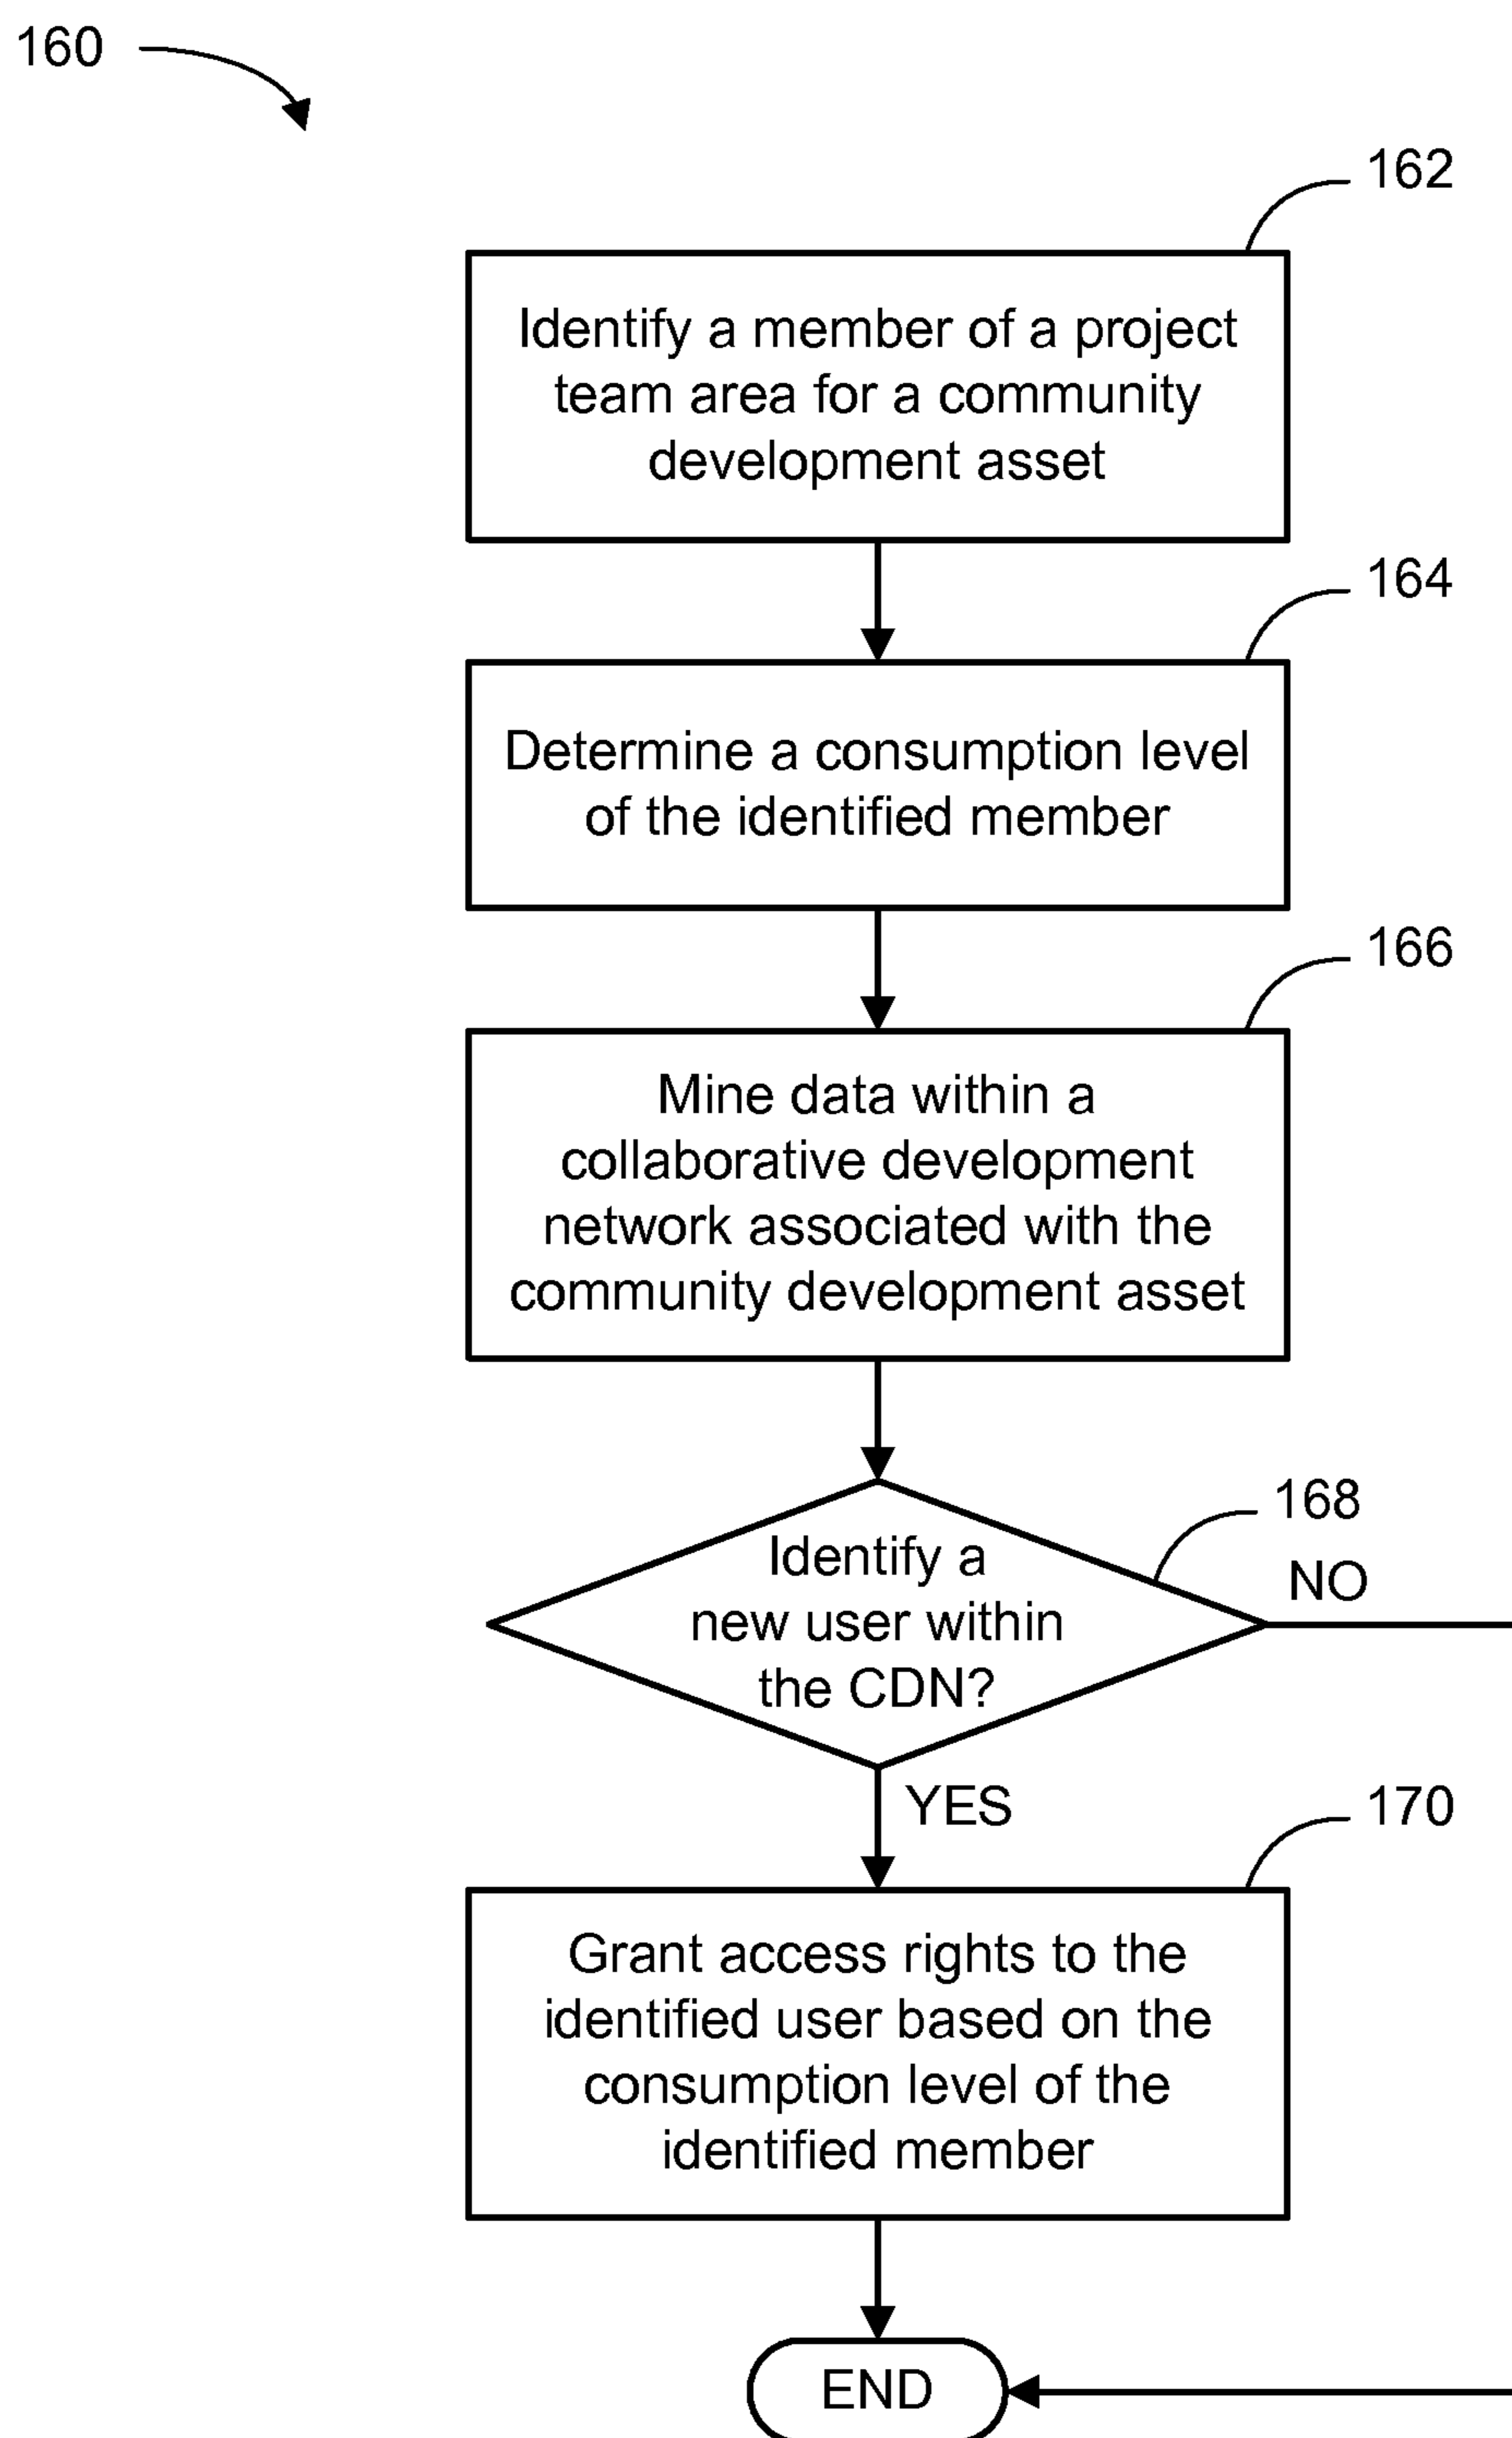 160
162
Identify a member of a project
team area for a community
development asset
164
Determine a consumption level
of the identified member
166
Mine data within a
collaborative development
network associated with the
community development asset
168
Identify a
new user within
the CDN?
NO
YES
170
Grant access rights to the
identified user based on the
consumption level of the
identified member
END